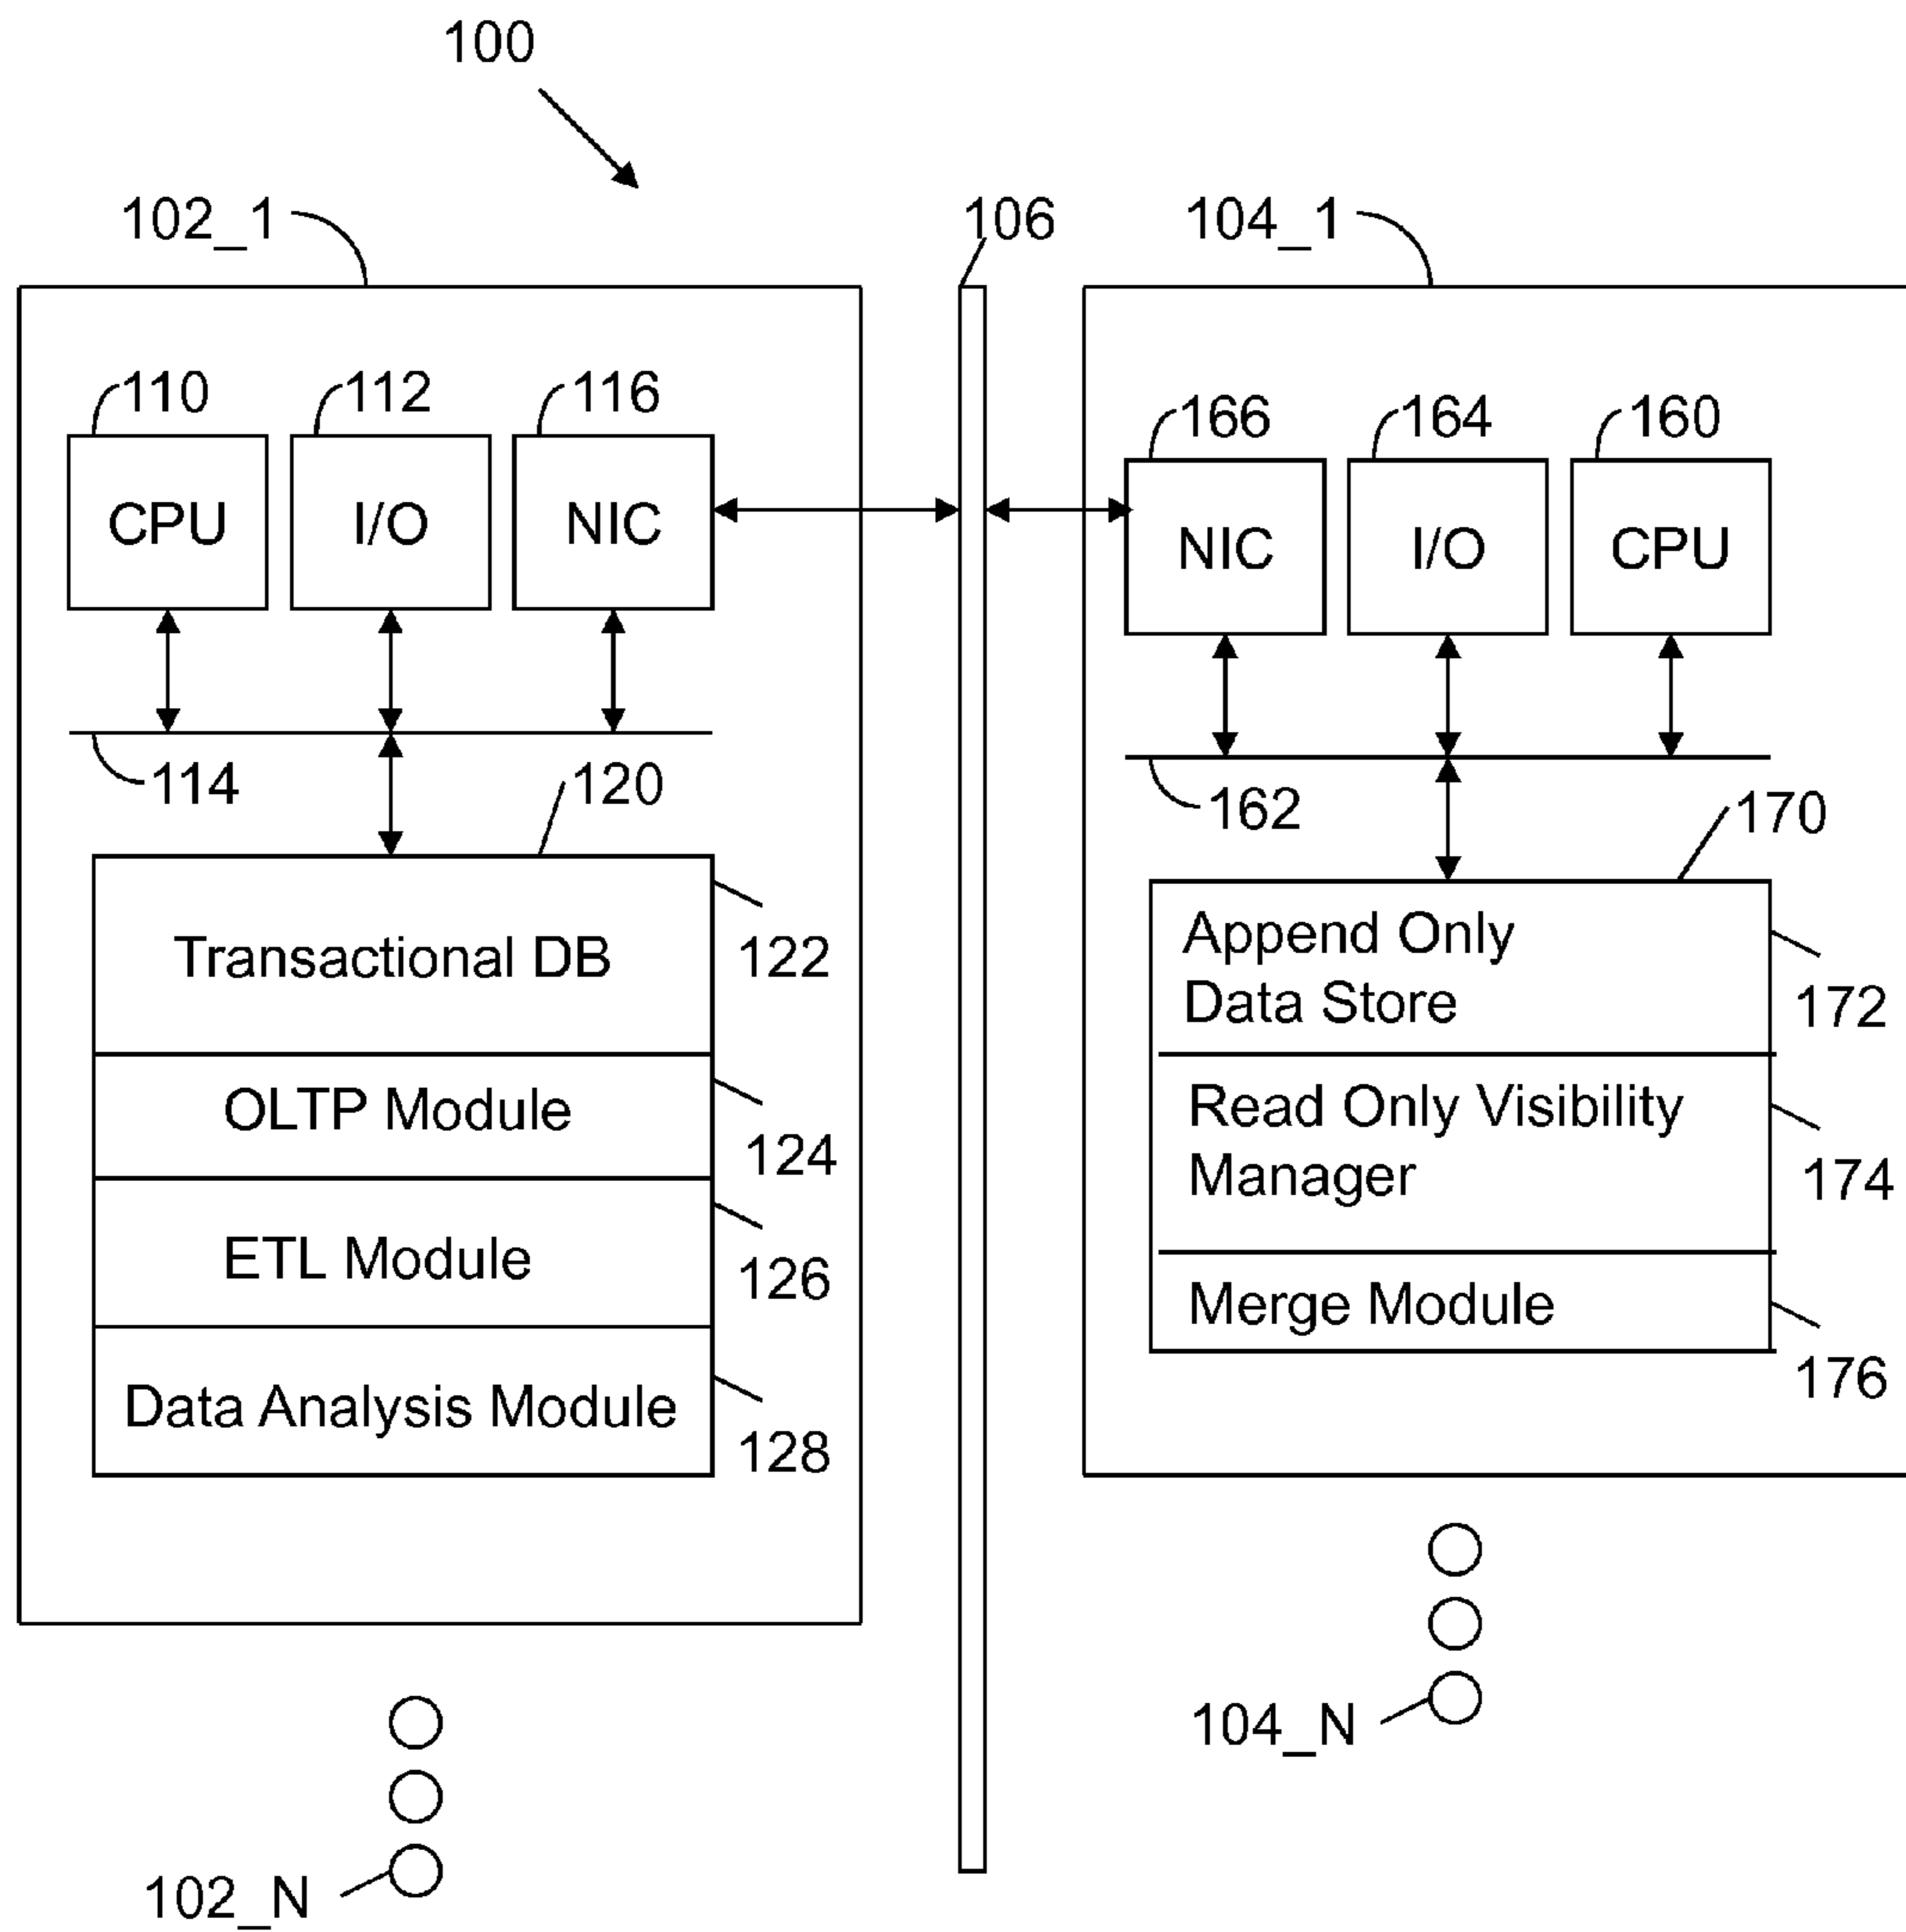 100
102_1
106
104_1
110
112
116
166
164
160
CPU
I/O
NIC
NIC
I/O
CPU
114
120
162
170
Transactional DB
122
OLTP Module
124
ETL Module
126
Data Analysis Module
128
Append Only
Data Store
172
Read Only Visibility
Manager
174
Merge Module
176
104_N
102_N